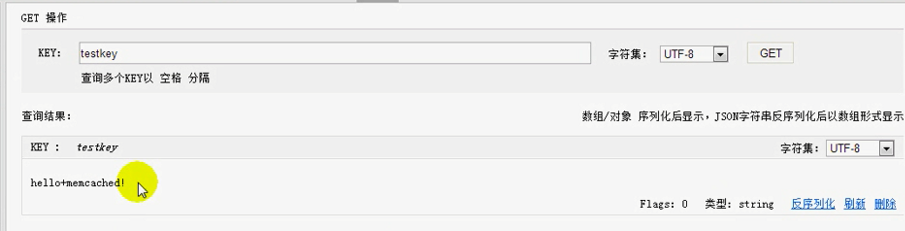 GET 操作
KEY: testkey 字符集: UTF-8 GET
查询多个KEY以 空格 分隔
查询结果: 数组/对象 序列化后显示,JSON字符串反序列化后以数组形式显示
KEY : testkey 字符集: UTF-8
hello+memcached!
Flags: 0 类型: string 反序列化 刷新 删除